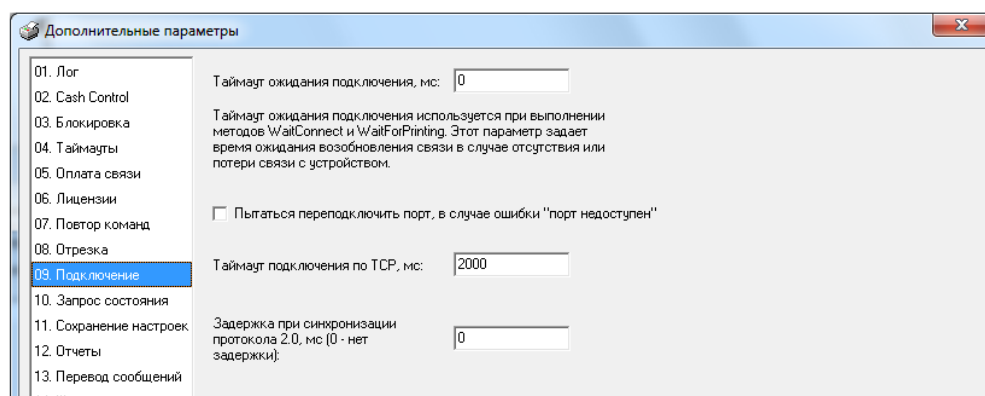 Дополнительные параметры
01. Лог
02. Cash Control
03. Блокировка
04. Таймауты
05. Оплата связи
06. Лицензии
07. Повтор команд
08. Отрезка
09. Подключение
10. Запрос состояния
11. Сохранение настроек
12. Отчеты
13. Перевод сообщений
Таймаут ожидания подключения, мс: 0
Таймаут ожидания подключения используется при выполнении
методов WaitConnect и WaitForPrinting. Этот параметр задает
время ожидания возобновления связи в случае отсутствия или
потери связи с устройством.
Пытаться переподключить порт, в случае ошибки "порт недоступен"
Таймаут подключения по TCP, мс: 2000
Задержка при синхронизации
протокола 2.0, мс (0 - нет
задержки): 0